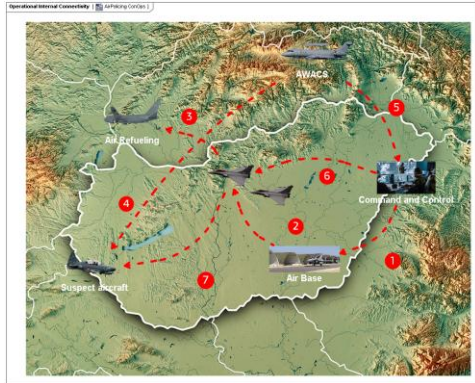 Operational Internal Connectivity | AirPolicing ConOps 1
AWACS
3
5
Air Refueling
6
Command and Control
4
2
1
Air Base
7
Suspect aircraft